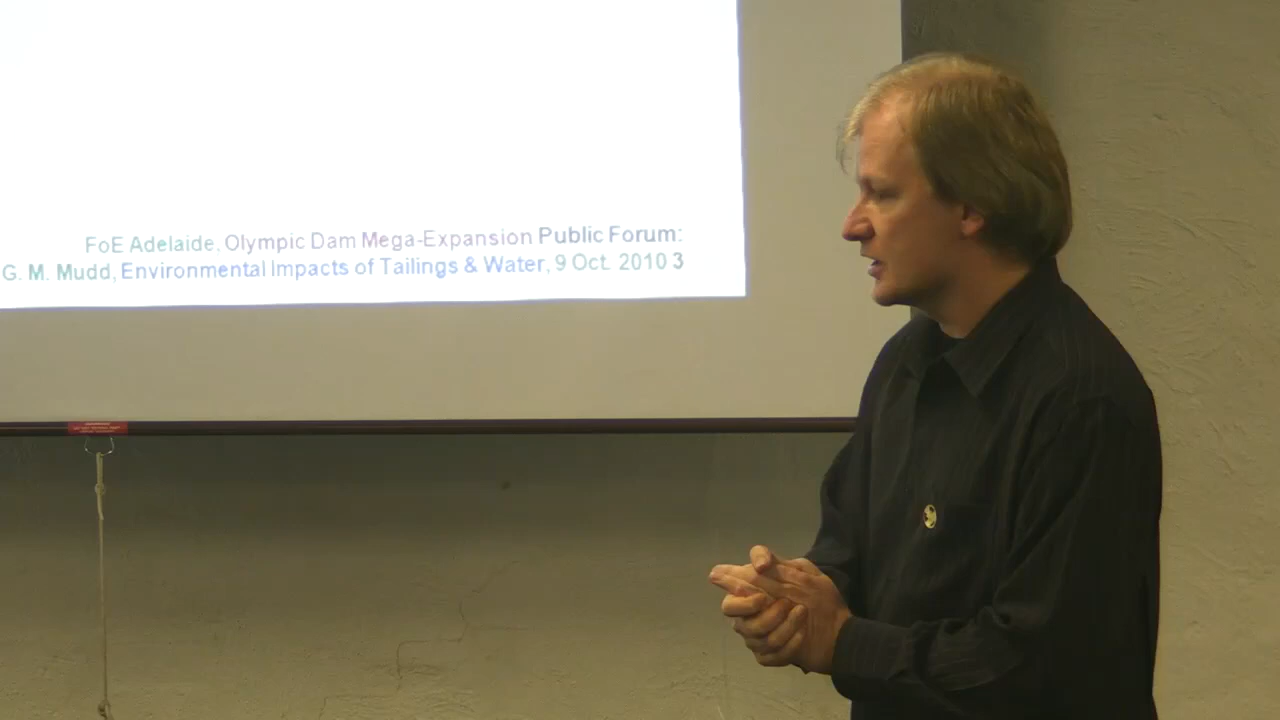 FoE Adelaide, Olympic Dam Mega-Expansion Public Forum:
G. M. Mudd, Environmental Impacts of Tailings & Water, 9 Oct. 2010 3